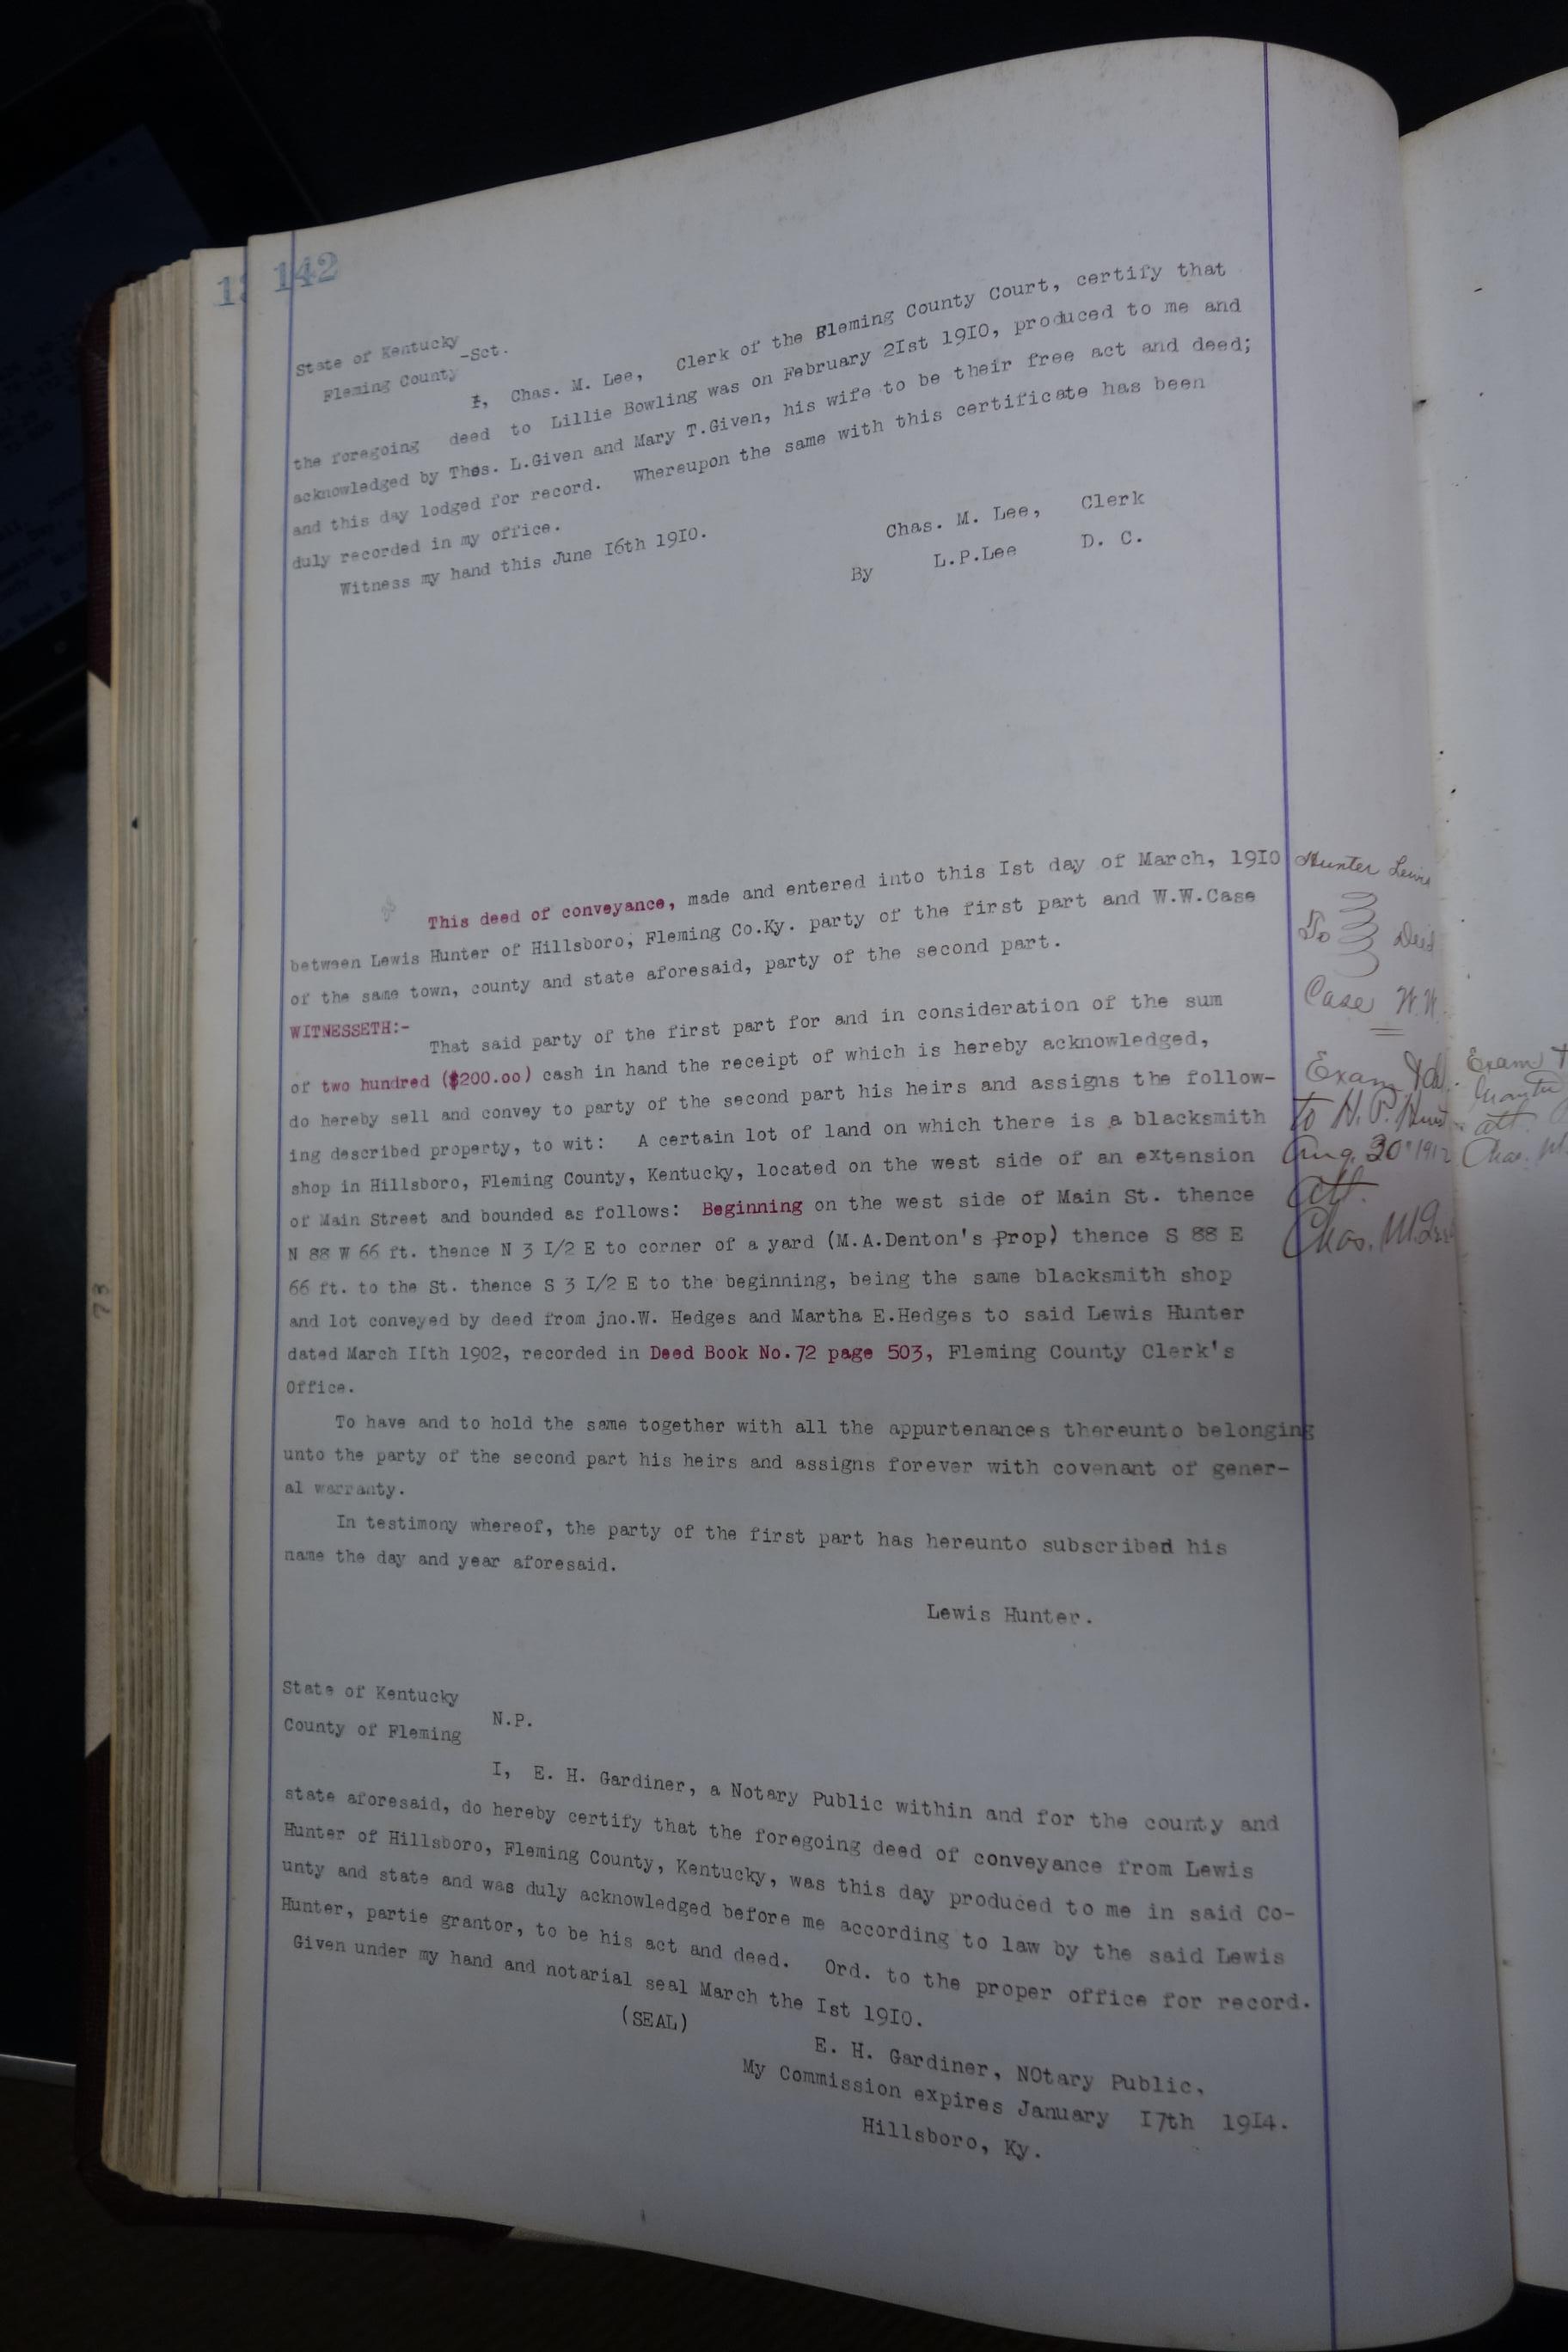 142
State of Kentucky
-Sct.
Fleming County
I, Chas. M. Lee, Clerk of the Fleming County Court, certify that
the foregoing deed to Lillie Bowling was on February 2Ist 19I0, produced to me and
acknowledged by Thos. L.Given and Mary T.Given, his wife to be their free act and deed;
and this day lodged for record. Whereupon the same with this certificate has been
duly recorded in my office.
Witness my hand this June I6th 19I0.
Chas. M. Lee, Clerk
By L.P.Lee D. C.
This deed of conveyance, made and entered into this Ist day of March, 19I0
between Lewis Hunter of Hillsboro, Fleming Co.Ky. party of the first part and W.W.Case
of the same town, county and state aforesaid, party of the second part.
WITNESSETH:-
That said party of the first part for and in consideration of the sum
of two hundred ($200.oo) cash in hand the receipt of which is hereby acknowledged,
do hereby sell and convey to party of the second part his heirs and assigns the follow-
ing described property, to wit: A certain lot of land on which there is a blacksmith
shop in Hillsboro, Fleming County, Kentucky, located on the west side of an extension
of Main Street and bounded as follows: Beginning on the west side of Main St. thence
N 88 W 66 ft. thence N 3 I/2 E to corner of a yard (M.A.Denton's Prop) thence S 88 E
66 ft. to the St. thence S 3 I/2 E to the beginning, being the same blacksmith shop
and lot conveyed by deed from jno.W. Hedges and Martha E.Hedges to said Lewis Hunter
dated March IIth 1902, recorded in Deed Book No.72 page 503, Fleming County Clerk's
Office.
To have and to hold the same together with all the appurtenances thereunto belonging
unto the party of the second part his heirs and assigns forever with covenant of gener-
al warranty.
In testimony whereof, the party of the first part has hereunto subscribed his
name the day and year aforesaid.
Lewis Hunter.
State of Kentucky
N.P.
County of Fleming
I, E. H. Gardiner, a Notary Public within and for the county and
state aforesaid, do hereby certify that the foregoing deed of conveyance from Lewis
Hunter of Hillsboro, Fleming County, Kentucky, was this day produced to me in said Co-
unty and state and was duly acknowledged before me according to law by the said Lewis
Hunter, partie grantor, to be his act and deed. Ord. to the proper office for record.
Given under my hand and notarial seal March the Ist 19I0.
(SEAL)
E. H. Gardiner, NOtary Public,
My Commission expires January I7th 19I4.
Hillsboro, Ky.
Hunter Lewis
To Deed
Case W.W.
Exam
to H. P.
Aug. 30" 1912
att.
Chas. M. Lee
Exam
att.
Chas. M.
73